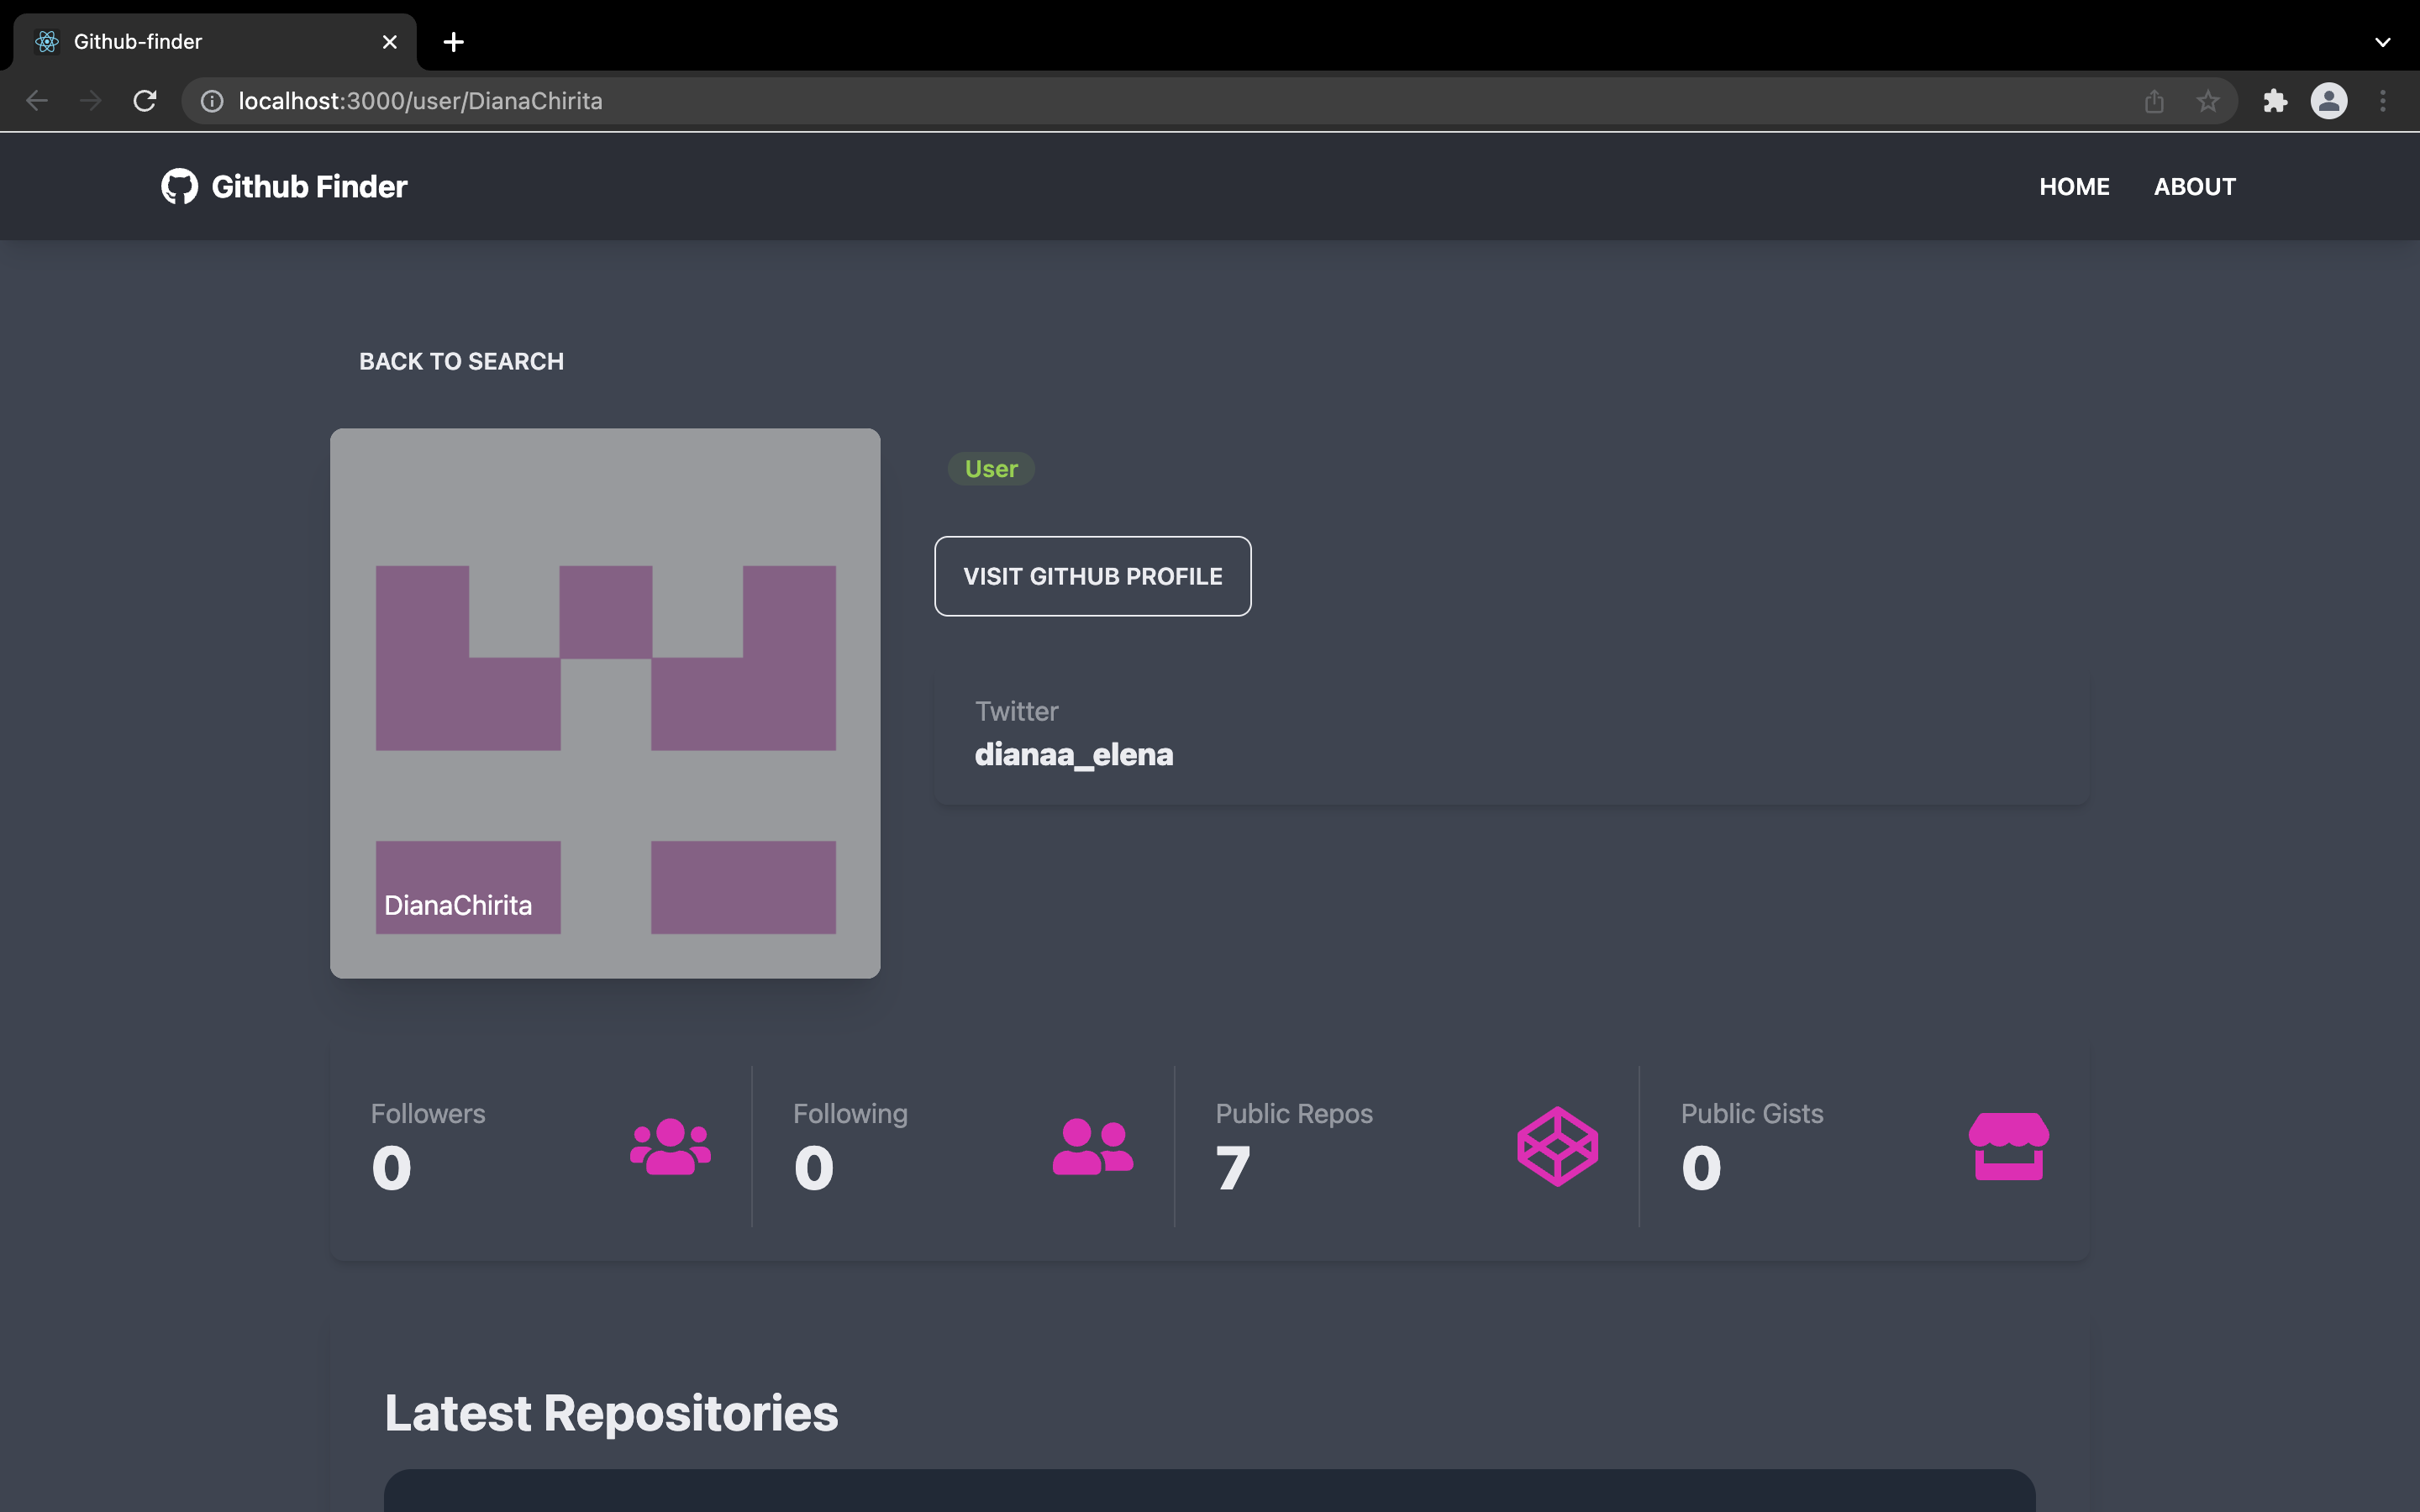 Github-finder
localhost:3000/user/DianaChirita
Github Finder
HOME ABOUT
BACK TO SEARCH
User
VISIT GITHUB PROFILE
Twitter
dianaa_elena
DianaChirita
Followers
0
Following
0
Public Repos
7
Public Gists
0
Latest Repositories